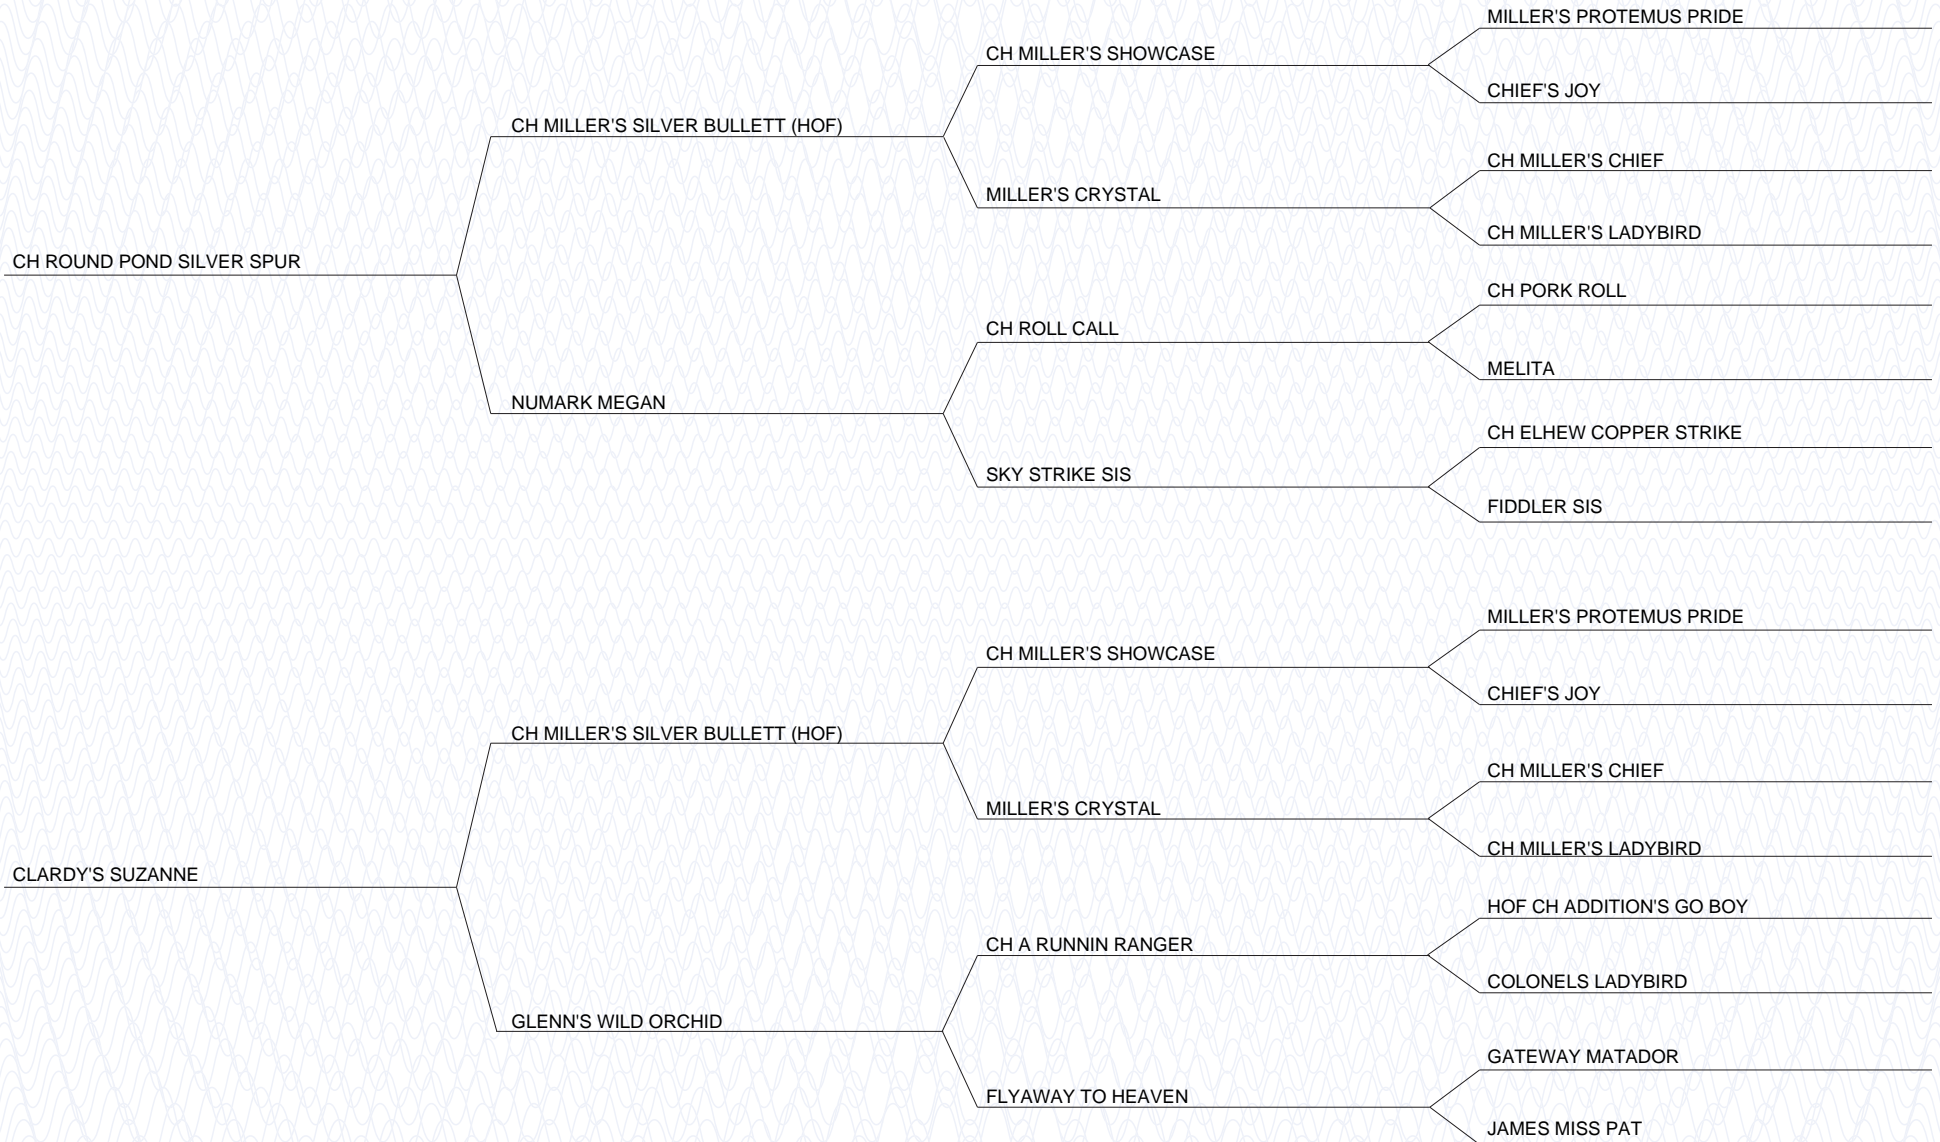 MILLER'S PROTEMUS PRIDE
CH MILLER'S SHOWCASE
CHIEF'S JOY
CH MILLER'S SILVER BULLETT (HOF)
CH MILLER'S CHIEF
MILLER'S CRYSTAL
CH MILLER'S LADYBIRD
CH ROUND POND SILVER SPUR
CH PORK ROLL
CH ROLL CALL
MELITA
NUMARK MEGAN
CH ELHEW COPPER STRIKE
SKY STRIKE SIS
FIDDLER SIS
MILLER'S PROTEMUS PRIDE
CH MILLER'S SHOWCASE
CHIEF'S JOY
CH MILLER'S SILVER BULLETT (HOF)
CH MILLER'S CHIEF
MILLER'S CRYSTAL
CH MILLER'S LADYBIRD
CLARDY'S SUZANNE
HOF CH ADDITION'S GO BOY
CH A RUNNIN RANGER
COLONELS LADYBIRD
GLENN'S WILD ORCHID
GATEWAY MATADOR
FLYAWAY TO HEAVEN
JAMES MISS PAT